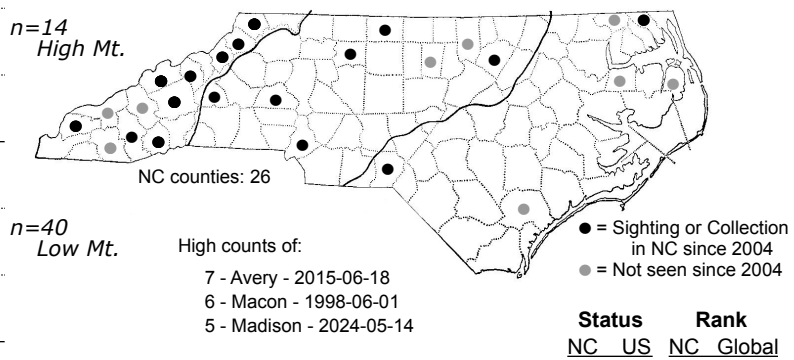 n=14
High Mt.
NC counties: 26
n=40
Low Mt.
High counts of:
7 - Avery - 2015-06-18
6 - Macon - 1998-06-01
5 - Madison - 2024-05-14
= Sighting or Collection
in NC since 2004
= Not seen since 2004
Status Rank
NC US NC Global